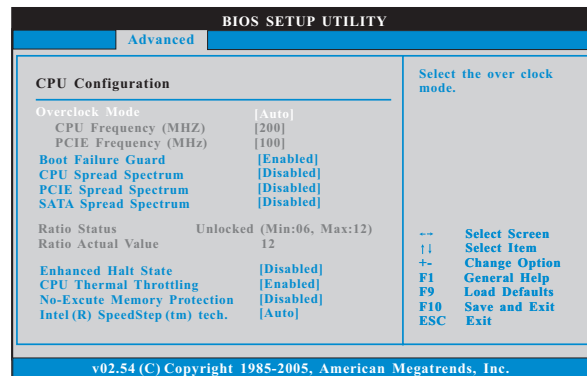 BIOS SETUP UTILITY
Advanced
CPU Configuration
Overclock Mode [Auto]
CPU Frequency (MHZ) [200]
PCIE Frequency (MHz) [100]
Boot Failure Guard [Enabled]
CPU Spread Spectrum [Disabled]
PCIE Spread Spectrum [Disabled]
SATA Spread Spectrum [Disabled]
Ratio Status Unlocked (Min:06, Max:12)
Ratio Actual Value 12
Enhanced Halt State [Disabled]
CPU Thermal Throttling [Enabled]
No-Excute Memory Protection [Disabled]
Intel (R) SpeedStep(tm) tech. [Auto]
Select the over clock
mode.
←→ Select Screen
↑↓ Select Item
+- Change Option
F1 General Help
F9 Load Defaults
F10 Save and Exit
ESC Exit
v02.54 (C) Copyright 1985-2005, American Megatrends, Inc.